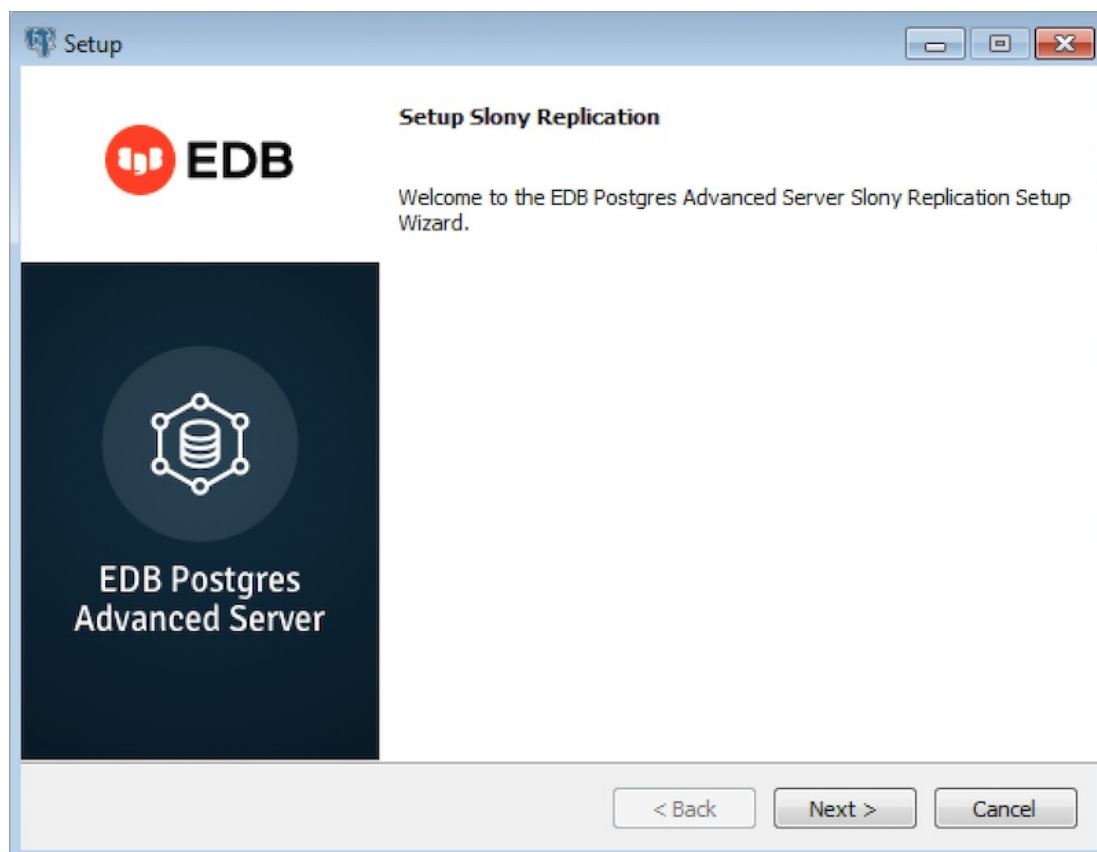 Setup
EDB
Setup Slony Replication
Welcome to the EDB Postgres Advanced Server Slony Replication Setup
Wizard.
EDB Postgres
Advanced Server
< Back
Next >
Cancel